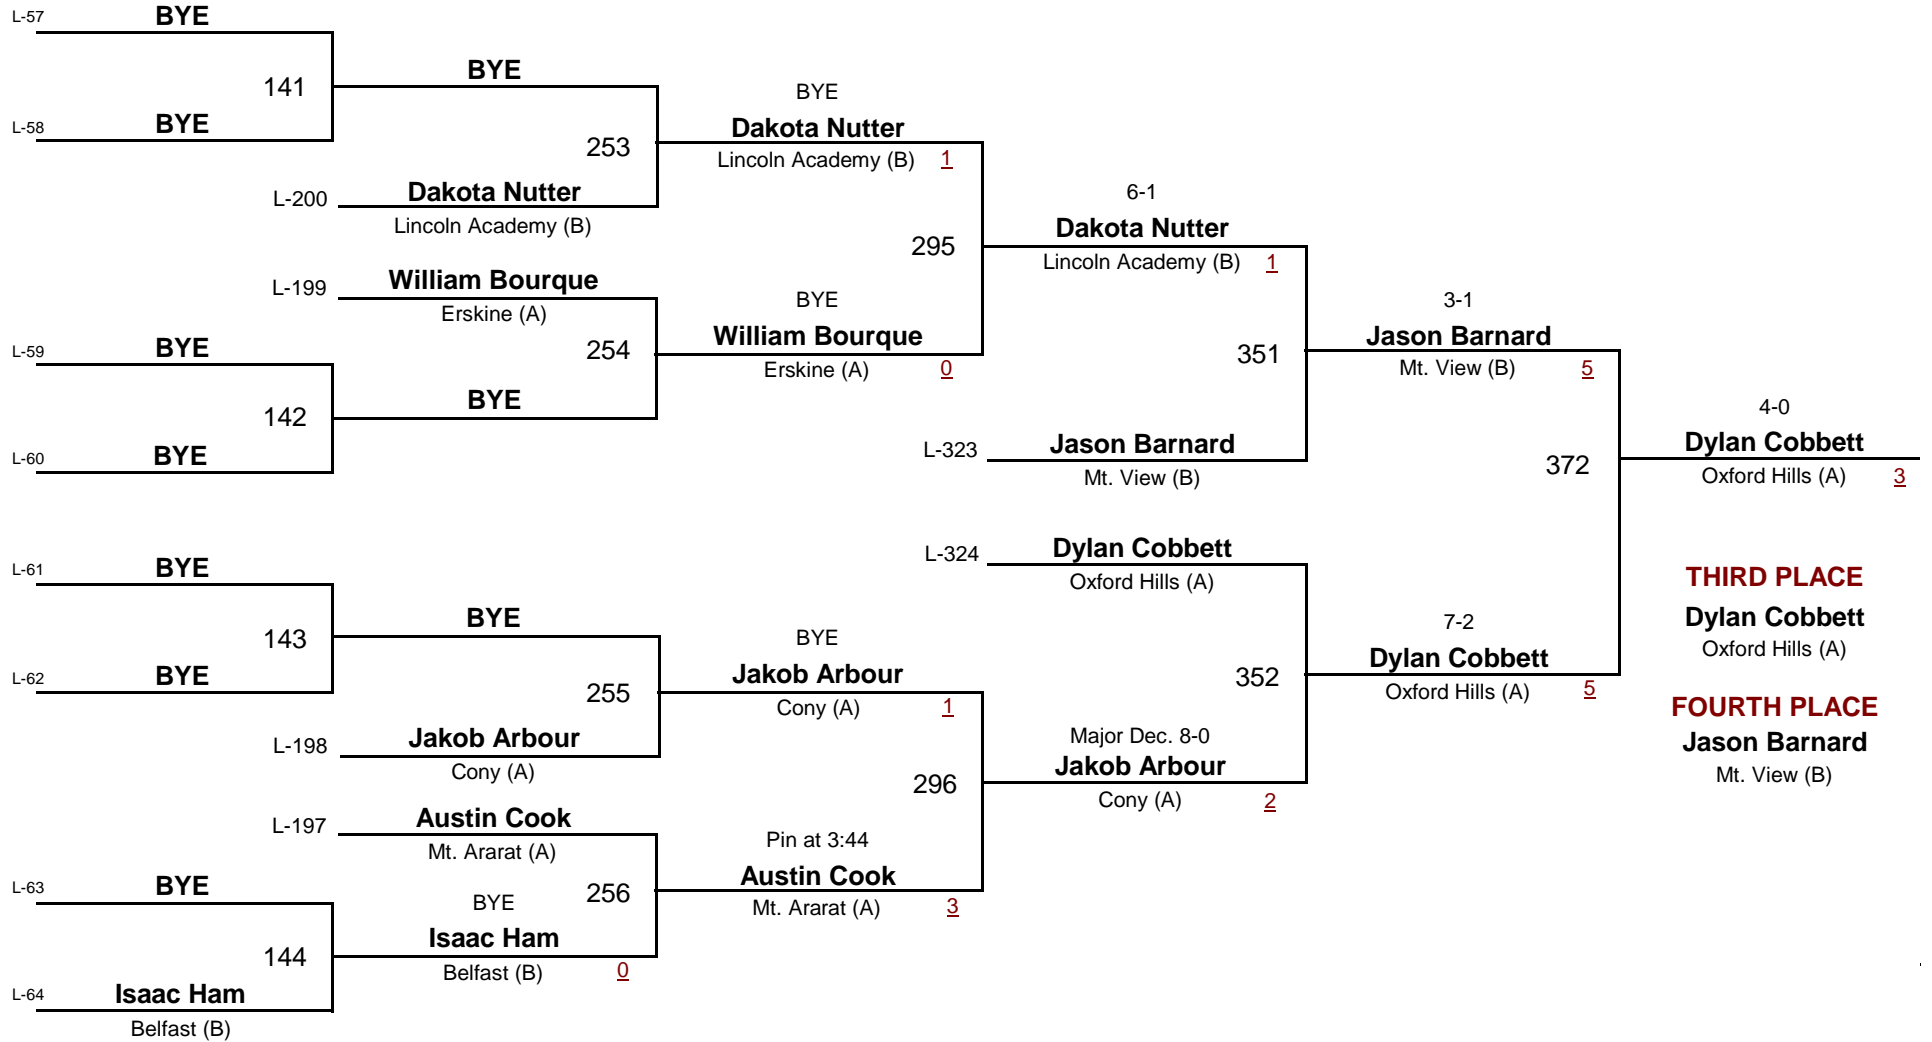 L-57 BYE
141
L-58 BYE
BYE
253
L-200 Dakota Nutter
Lincoln Academy (B)
BYE
Dakota Nutter
Lincoln Academy (B) 1
L-199 William Bourque
Erskine (A)
254
L-59 BYE
142
L-60 BYE
BYE
BYE
William Bourque
Erskine (A) 0
295
6-1
Dakota Nutter
Lincoln Academy (B) 1
351
L-323 Jason Barnard
Mt. View (B)
3-1
Jason Barnard
Mt. View (B) 5
372
4-0
Dylan Cobbett
Oxford Hills (A) 3
L-61 BYE
143
L-62 BYE
BYE
255
L-198 Jakob Arbour
Cony (A)
BYE
Jakob Arbour
Cony (A) 1
L-197 Austin Cook
Mt. Ararat (A)
256
L-63 BYE
144
L-64 Isaac Ham
Belfast (B)
BYE
Isaac Ham
Belfast (B) 0
Pin at 3:44
Austin Cook
Mt. Ararat (A) 3
296
L-324 Dylan Cobbett
Oxford Hills (A)
352
Major Dec. 8-0
Jakob Arbour
Cony (A) 2
7-2
Dylan Cobbett
Oxford Hills (A) 5
THIRD PLACE
Dylan Cobbett
Oxford Hills (A)
FOURTH PLACE
Jason Barnard
Mt. View (B)